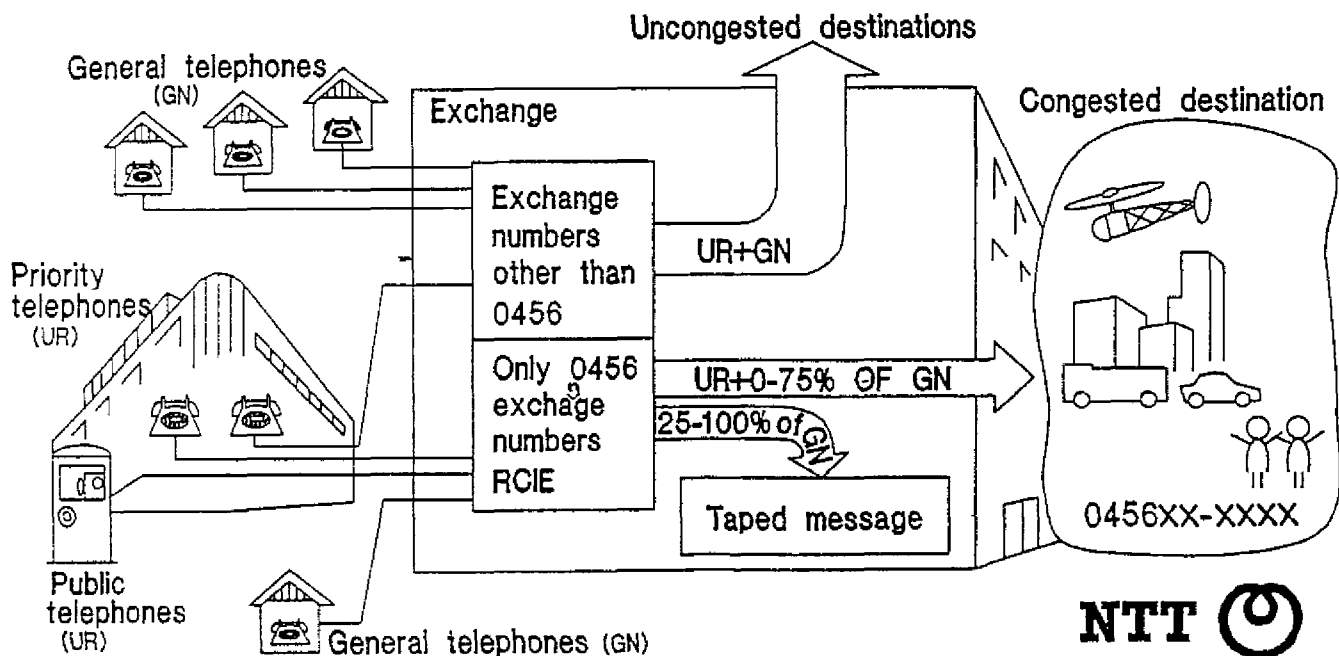 Uncongested destinations
General telephones
(GN)
Exchange
Congested destination
Exchange
numbers
other than
0456
UR+GN
Priority
telephones
(UR)
Only 0456
exchage
numbers
RCIE
UR+0-75% OF GN
25-100% of GN
Taped message
0456XX-XXXX
Public
telephones
(UR)
General telephones (GN)
NTT